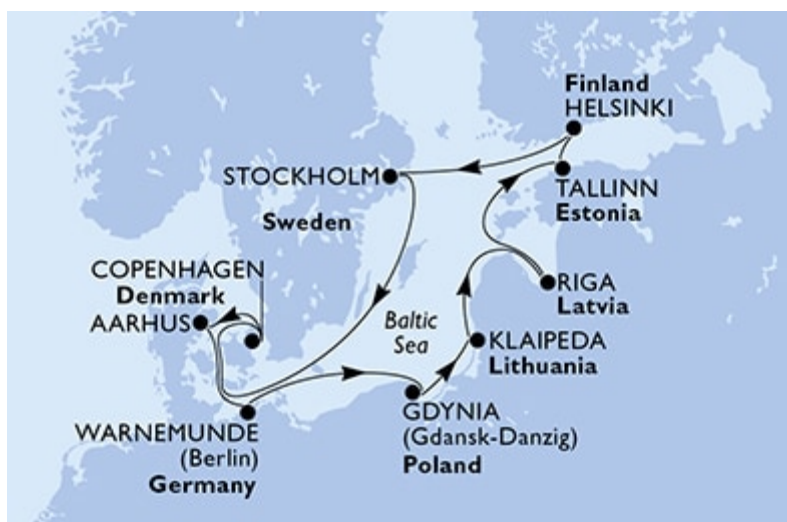 Finland
HELSINKI
STOCKHOLM
Sweden
TALLINN
Estonia
COPENHAGEN
Denmark
AARHUS
RIGA
Latvia
Baltic
Sea
KLAIPEDA
Lithuania
WARNEMUNDE
(Berlin)
Germany
GDYNIA
(Gdansk-Danzig)
Poland